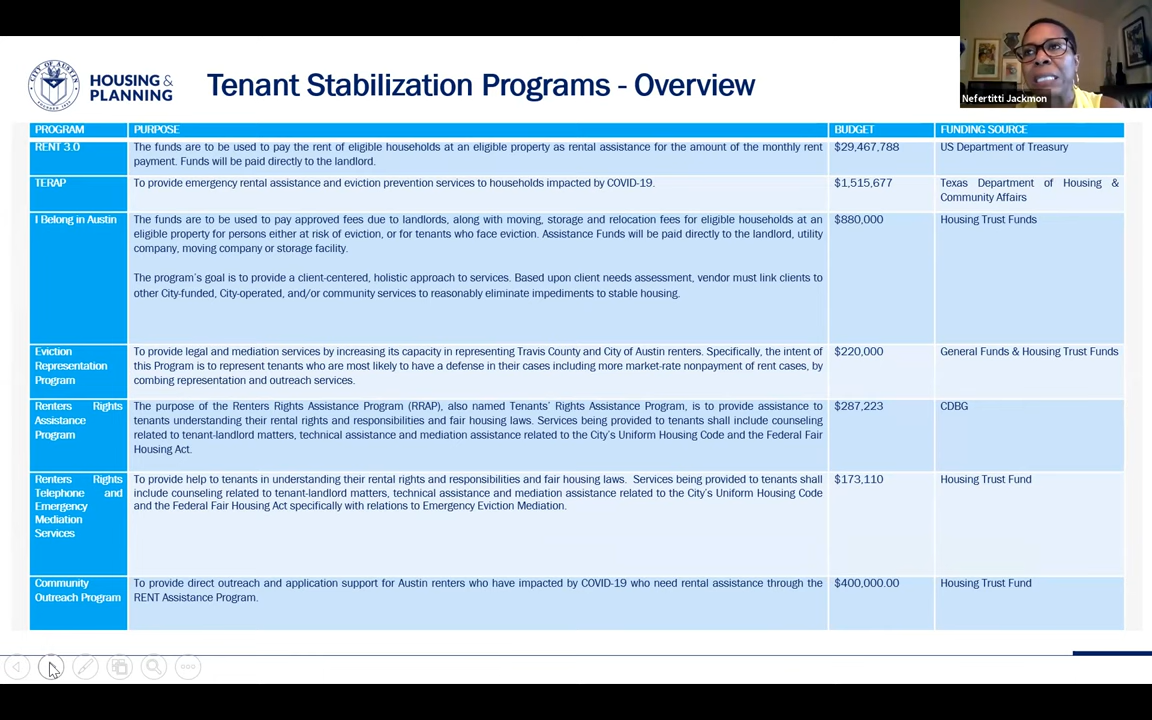 Nefertitti Jackmon
CITY OF AUSTIN
HOUSING &
PLANNING
Tenant Stabilization Programs - Overview
PROGRAM PURPOSE BUDGET FUNDING SOURCE
RENT 3.0
The funds are to be used to pay the rent of eligible households at an eligible property as rental assistance for the amount of the monthly rent
payment. Funds will be paid directly to the landlord.
$29,467,788
US Department of Treasury
TERAP
To provide emergency rental assistance and eviction prevention services to households impacted by COVID-19.
$1,515,677
Texas Department of Housing &
Community Affairs
I Belong in Austin
The funds are to be used to pay approved fees due to landlords, along with moving, storage and relocation fees for eligible households at an
eligible property for persons either at risk of eviction, or for tenants who face eviction. Assistance Funds will be paid directly to the landlord, utility
company, moving company or storage facility.
The program's goal is to provide a client-centered, holistic approach to services. Based upon client needs assessment, vendor must link clients to
other City-funded, City-operated, and/or community services to reasonably eliminate impediments to stable housing.
$880,000
Housing Trust Funds
Eviction
Representation
Program
To provide legal and mediation services by increasing its capacity in representing Travis County and City of Austin renters. Specifically, the intent of
this Program is to represent tenants who are most likely to have a defense in their cases including more market-rate nonpayment of rent cases, by
combing representation and outreach services.
$220,000
General Funds & Housing Trust Funds
Renters Rights
Assistance
Program
The purpose of the Renters Rights Assistance Program (RRAP), also named Tenants' Rights Assistance Program, is to provide assistance to
tenants understanding their rental rights and responsibilities and fair housing laws. Services being provided to tenants shall include counseling
related to tenant-landlord matters, technical assistance and mediation assistance related to the City's Uniform Housing Code and the Federal Fair
Housing Act.
$287,223
CDBG
Renters Rights
Telephone and
Emergency
Mediation
Services
To provide help to tenants in understanding their rental rights and responsibilities and fair housing laws. Services being provided to tenants shall
include counseling related to tenant-landlord matters, technical assistance and mediation assistance related to the City's Uniform Housing Code
and the Federal Fair Housing Act specifically with relations to Emergency Eviction Mediation.
$173,110
Housing Trust Fund
Community
Outreach Program
To provide direct outreach and application support for Austin renters who have impacted by COVID-19 who need rental assistance through the
RENT Assistance Program.
$400,000.00
Housing Trust Fund